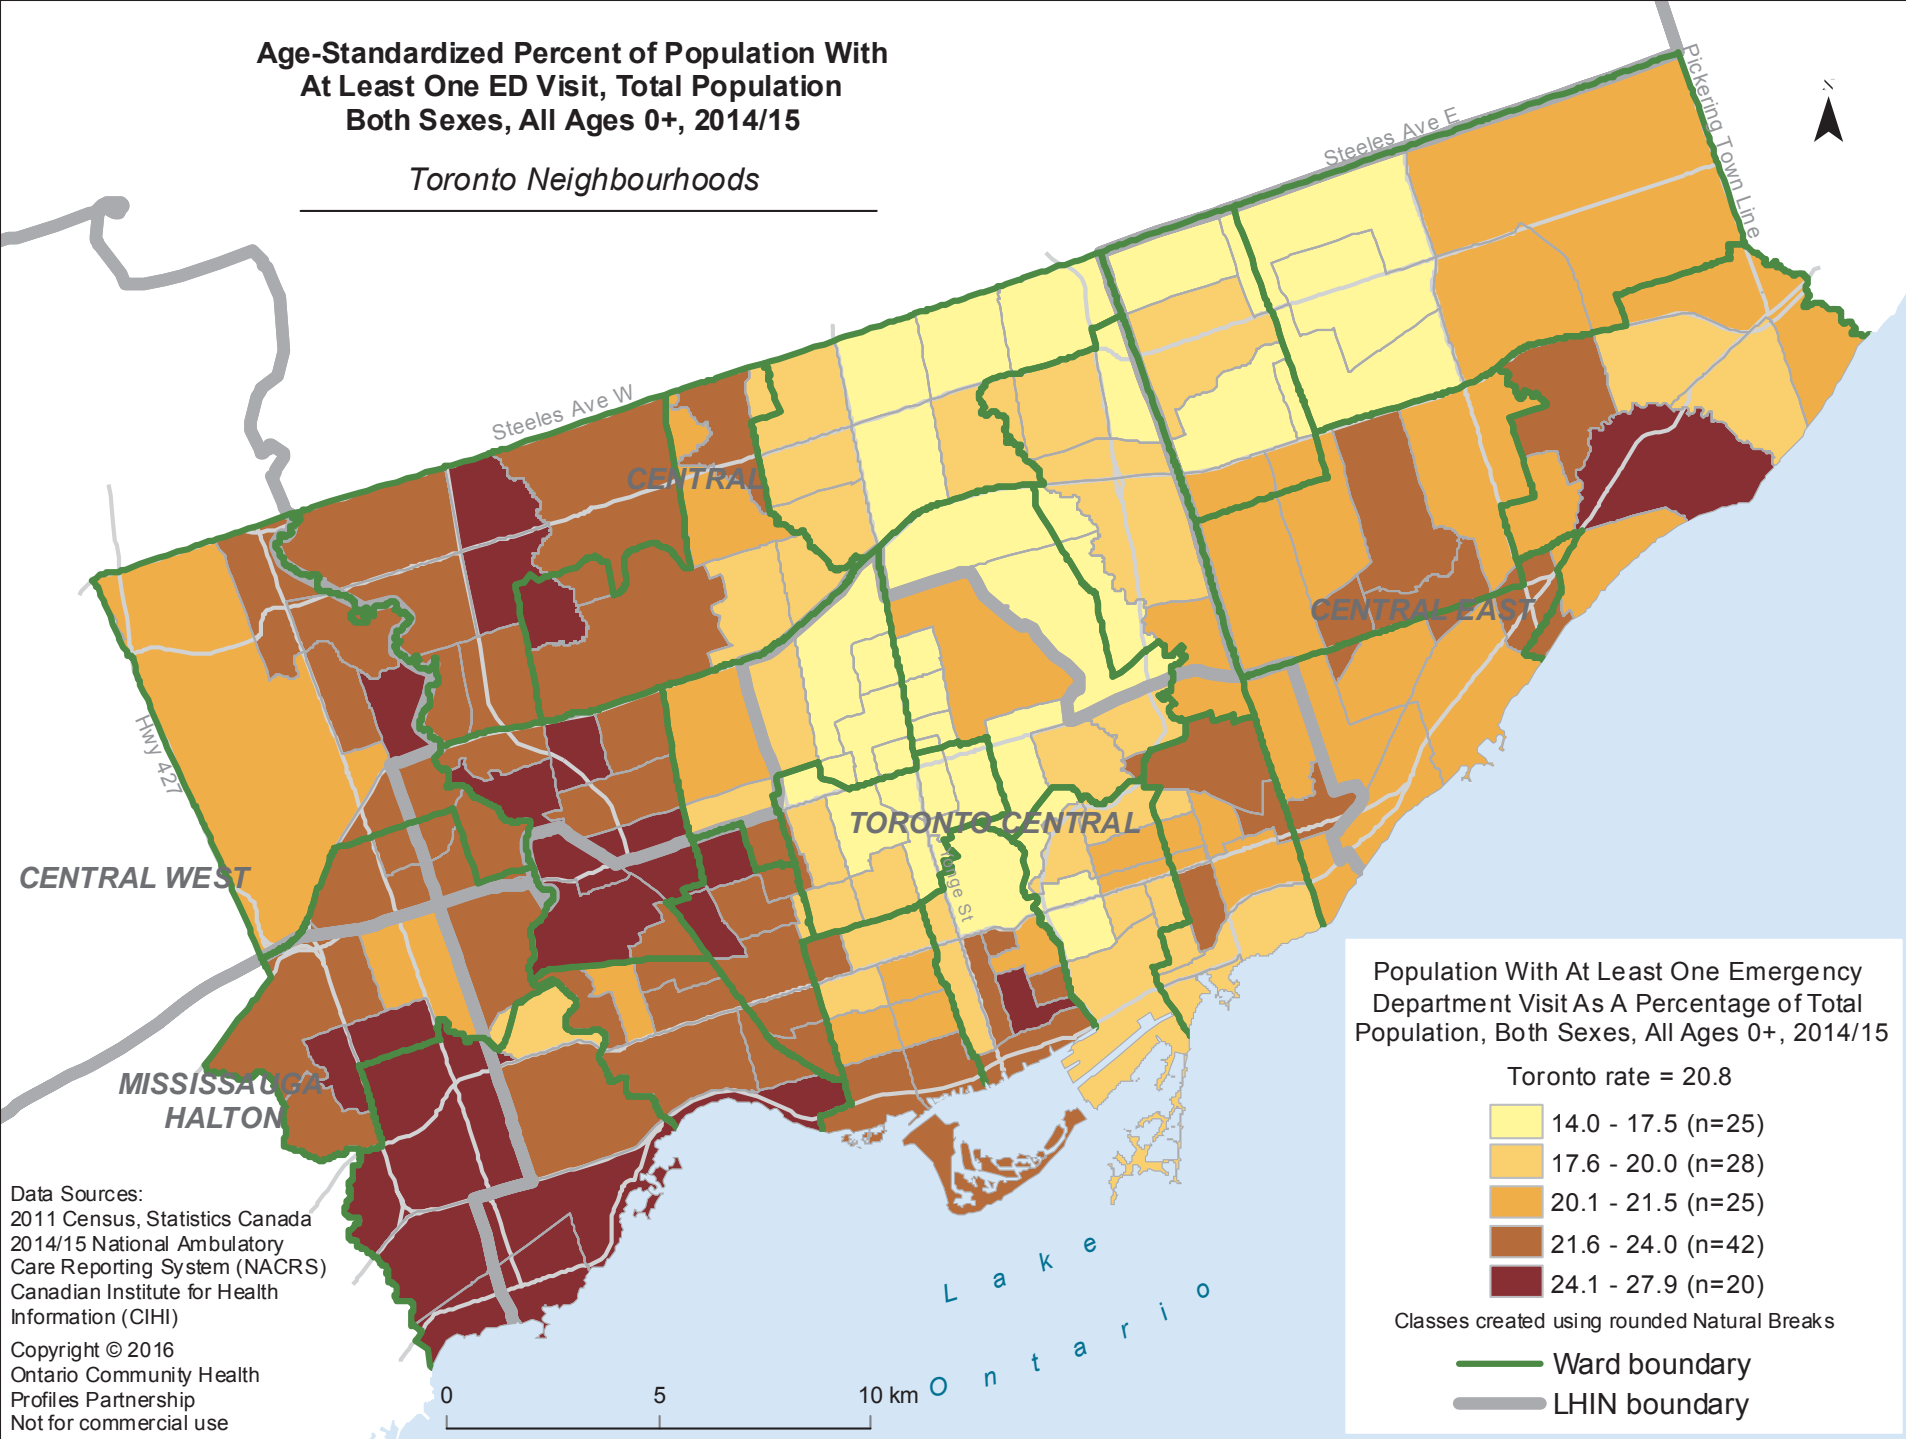 Age-Standardized Percent of Population With
At Least One ED Visit, Total Population
Both Sexes, All Ages 0+, 2014/15
Toronto Neighbourhoods
N
Pickering Town Line
Steeles Ave E
Steeles Ave W
CENTRAL
CENTRAL EAST
Hwy 427
TORONTO CENTRAL
Yonge St
CENTRAL WEST
MISSISSAUGA
HALTON
Lake
Ontario
Population With At Least One Emergency
Department Visit As A Percentage of Total
Population, Both Sexes, All Ages 0+, 2014/15
Toronto rate = 20.8
14.0 - 17.5 (n=25)
17.6 - 20.0 (n=28)
20.1 - 21.5 (n=25)
21.6 - 24.0 (n=42)
24.1 - 27.9 (n=20)
Classes created using rounded Natural Breaks
Ward boundary
LHIN boundary
Data Sources:
2011 Census, Statistics Canada
2014/15 National Ambulatory
Care Reporting System (NACRS)
Canadian Institute for Health
Information (CIHI)
Copyright © 2016
Ontario Community Health
Profiles Partnership
Not for commercial use
0 5 10 km